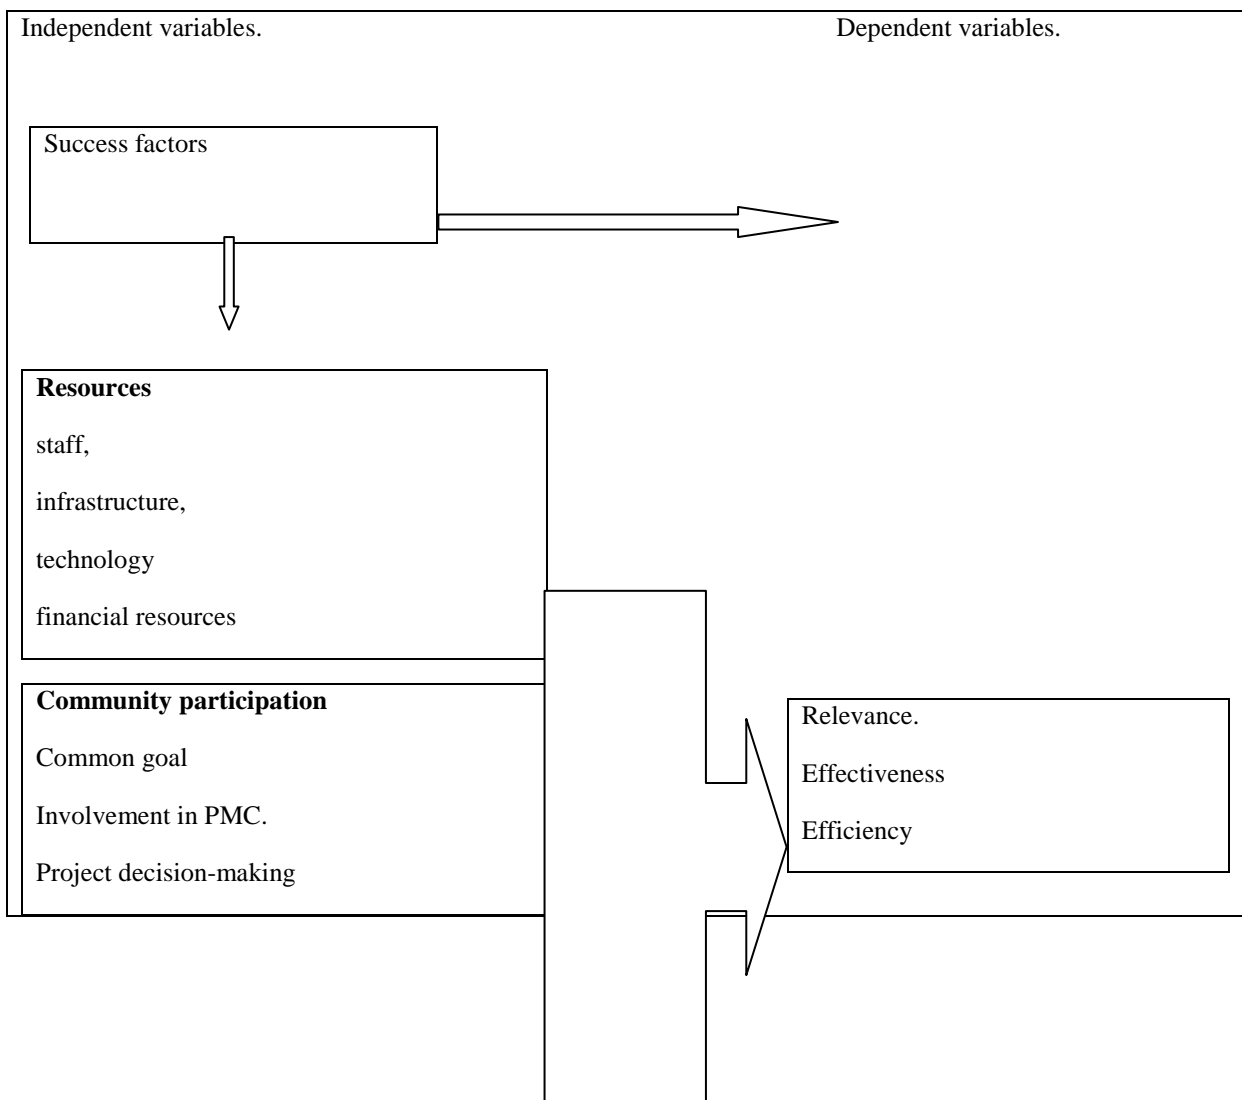 Independent variables.
Dependent variables.
Success factors
Resources
staff,
infrastructure,
technology
financial resources
Community participation
Common goal
Involvement in PMC.
Project decision-making
Relevance.
Effectiveness
Efficiency